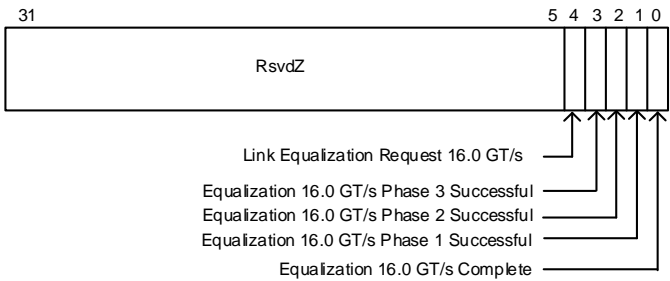 31 5 4 3 2 1 0
RsvdZ
Link Equalization Request 16.0 GT/s
Equalization 16.0 GT/s Phase 3 Successful
Equalization 16.0 GT/s Phase 2 Successful
Equalization 16.0 GT/s Phase 1 Successful
Equalization 16.0 GT/s Complete